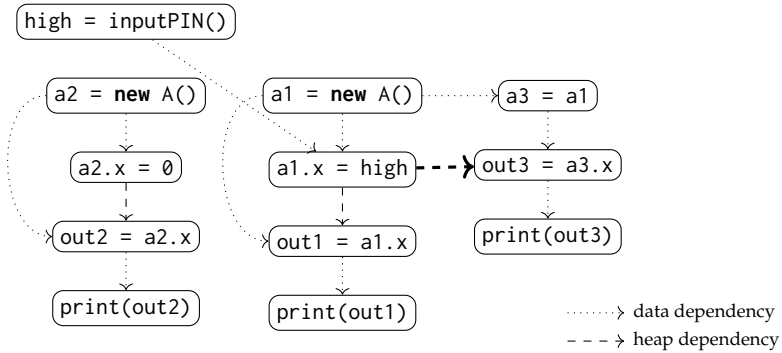 high = inputPIN()
a2 = new A()
a1 = new A()
a3 = a1
a2.x = 0
a1.x = high
out3 = a3.x
out2 = a2.x
out1 = a1.x
print(out3)
print(out2)
print(out1)
data dependency
heap dependency